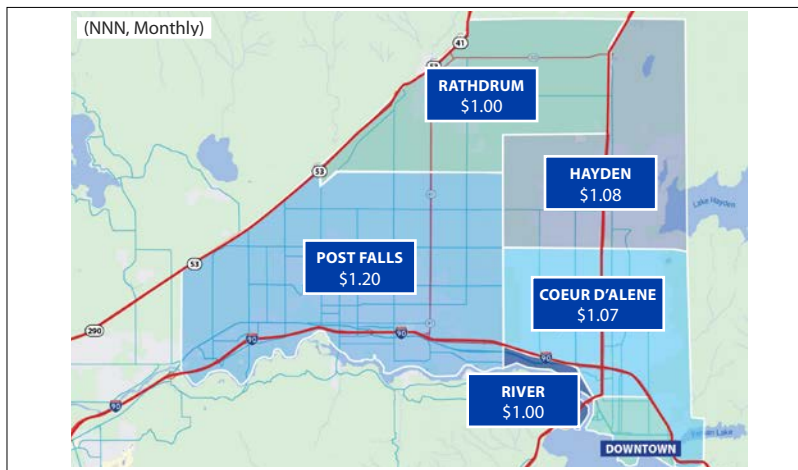 (NNN, Monthly)
41
53
RATHDRUM
$1.00
53
HAYDEN
$1.08
Lake Hayden
POST FALLS
$1.20
53
COEUR D'ALENE
$1.07
290
90
90
90
RIVER
$1.00
90
DOWNTOWN